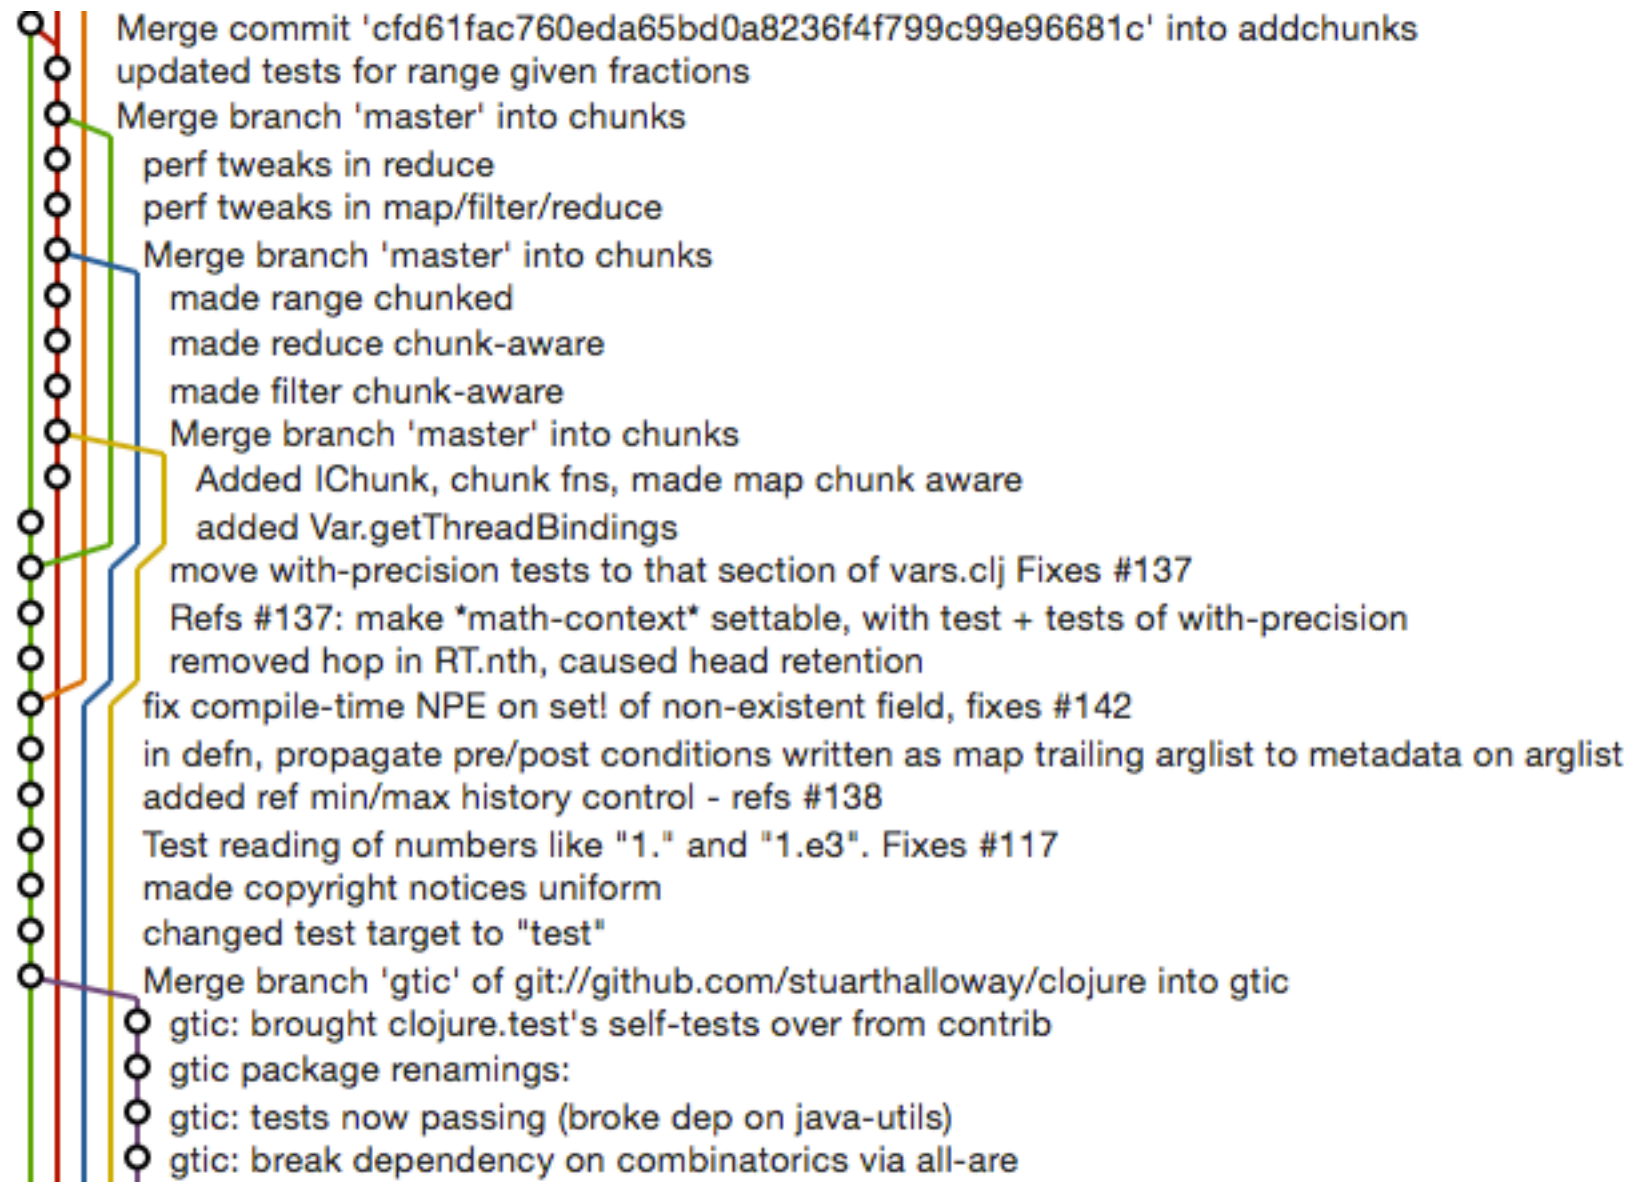 Merge commit 'cfd61fac760eda65bd0a8236f4f799c99e96681c' into addchunks
updated tests for range given fractions
Merge branch 'master' into chunks
perf tweaks in reduce
perf tweaks in map/filter/reduce
Merge branch 'master' into chunks
made range chunked
made reduce chunk-aware
made filter chunk-aware
Merge branch 'master' into chunks
Added IChunk, chunk fns, made map chunk aware
added Var.getThreadBindings
move with-precision tests to that section of vars.clj Fixes #137
Refs #137: make *math-context* settable, with test + tests of with-precision
removed hop in RT.nth, caused head retention
fix compile-time NPE on set! of non-existent field, fixes #142
in defn, propagate pre/post conditions written as map trailing arglist to metadata on arglist
added ref min/max history control - refs #138
Test reading of numbers like "1." and "1.e3". Fixes #117
made copyright notices uniform
changed test target to "test"
Merge branch 'gtic' of git://github.com/stuarthalloway/clojure into gtic
gtic: brought clojure.test's self-tests over from contrib
gtic package renamings:
gtic: tests now passing (broke dep on java-utils)
gtic: break dependency on combinatorics via all-are